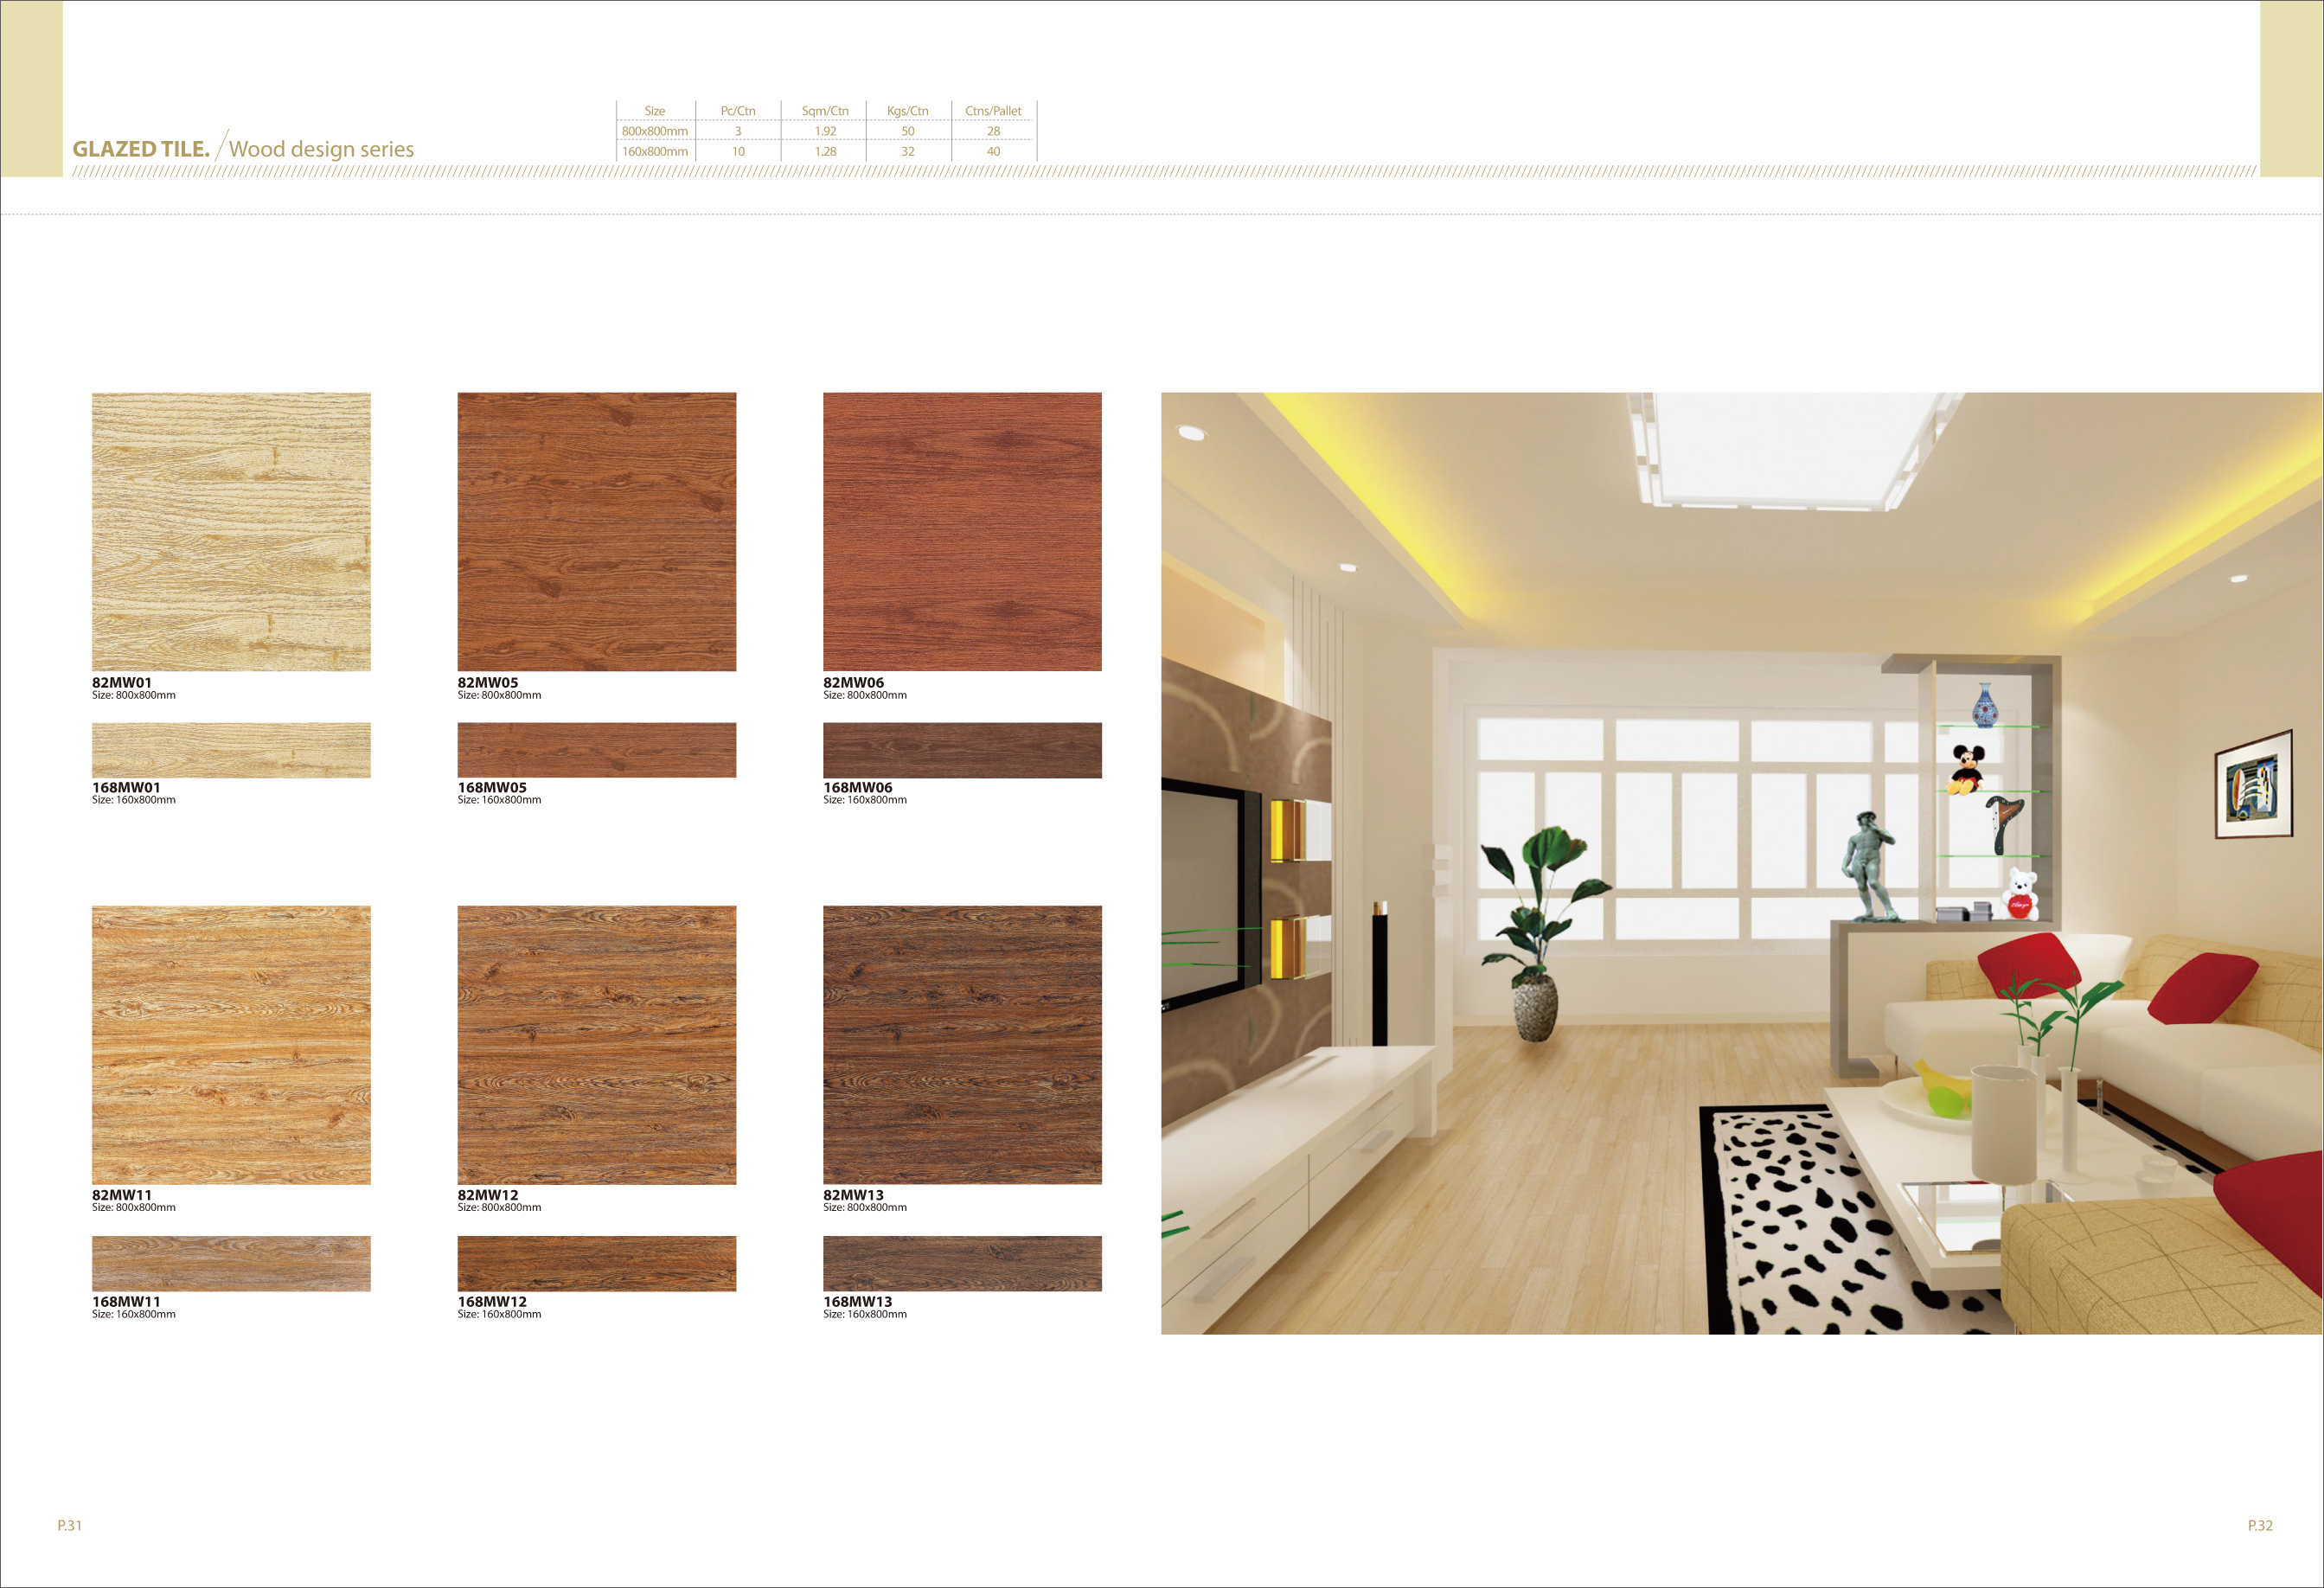 GLAZED TILE. / Wood design series
Size Pc/Ctn Sqm/Ctn Kgs/Ctn Ctns/Pallet
800x800mm 3 1.92 50 28
160x800mm 10 1.28 32 40
82MW01
Size: 800x800mm
82MW05
Size: 800x800mm
82MW06
Size: 800x800mm
168MW01
Size: 160x800mm
168MW05
Size: 160x800mm
168MW06
Size: 160x800mm
82MW11
Size: 800x800mm
82MW12
Size: 800x800mm
82MW13
Size: 800x800mm
168MW11
Size: 160x800mm
168MW12
Size: 160x800mm
168MW13
Size: 160x800mm
P.31
P.32